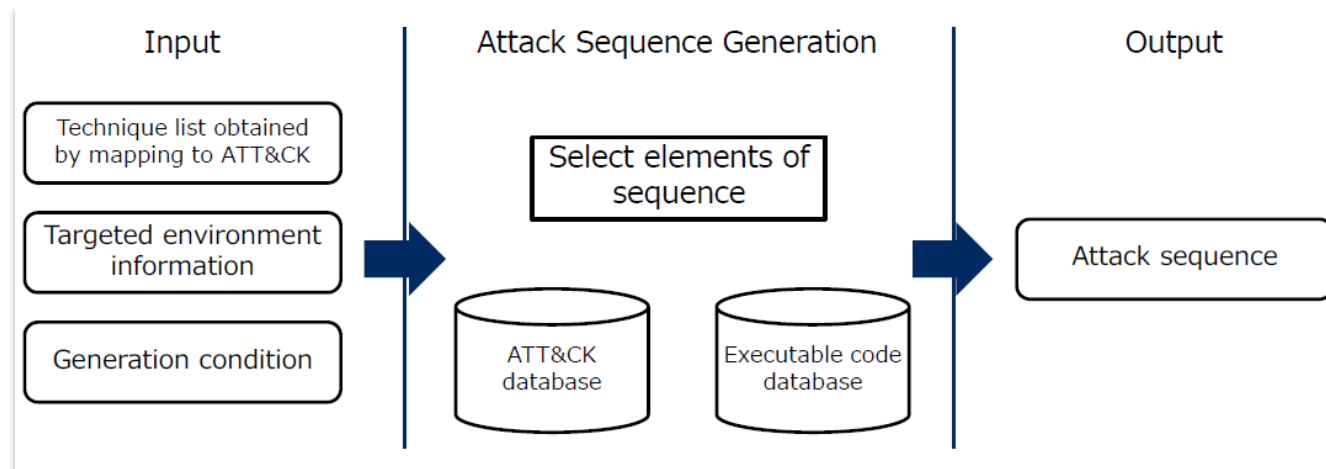 Input
Technique list obtained
by mapping to ATT&CK
Targeted environment
information
Generation condition
Attack Sequence Generation
Select elements of
sequence
ATT&CK
database
Executable code
database
Output
Attack sequence